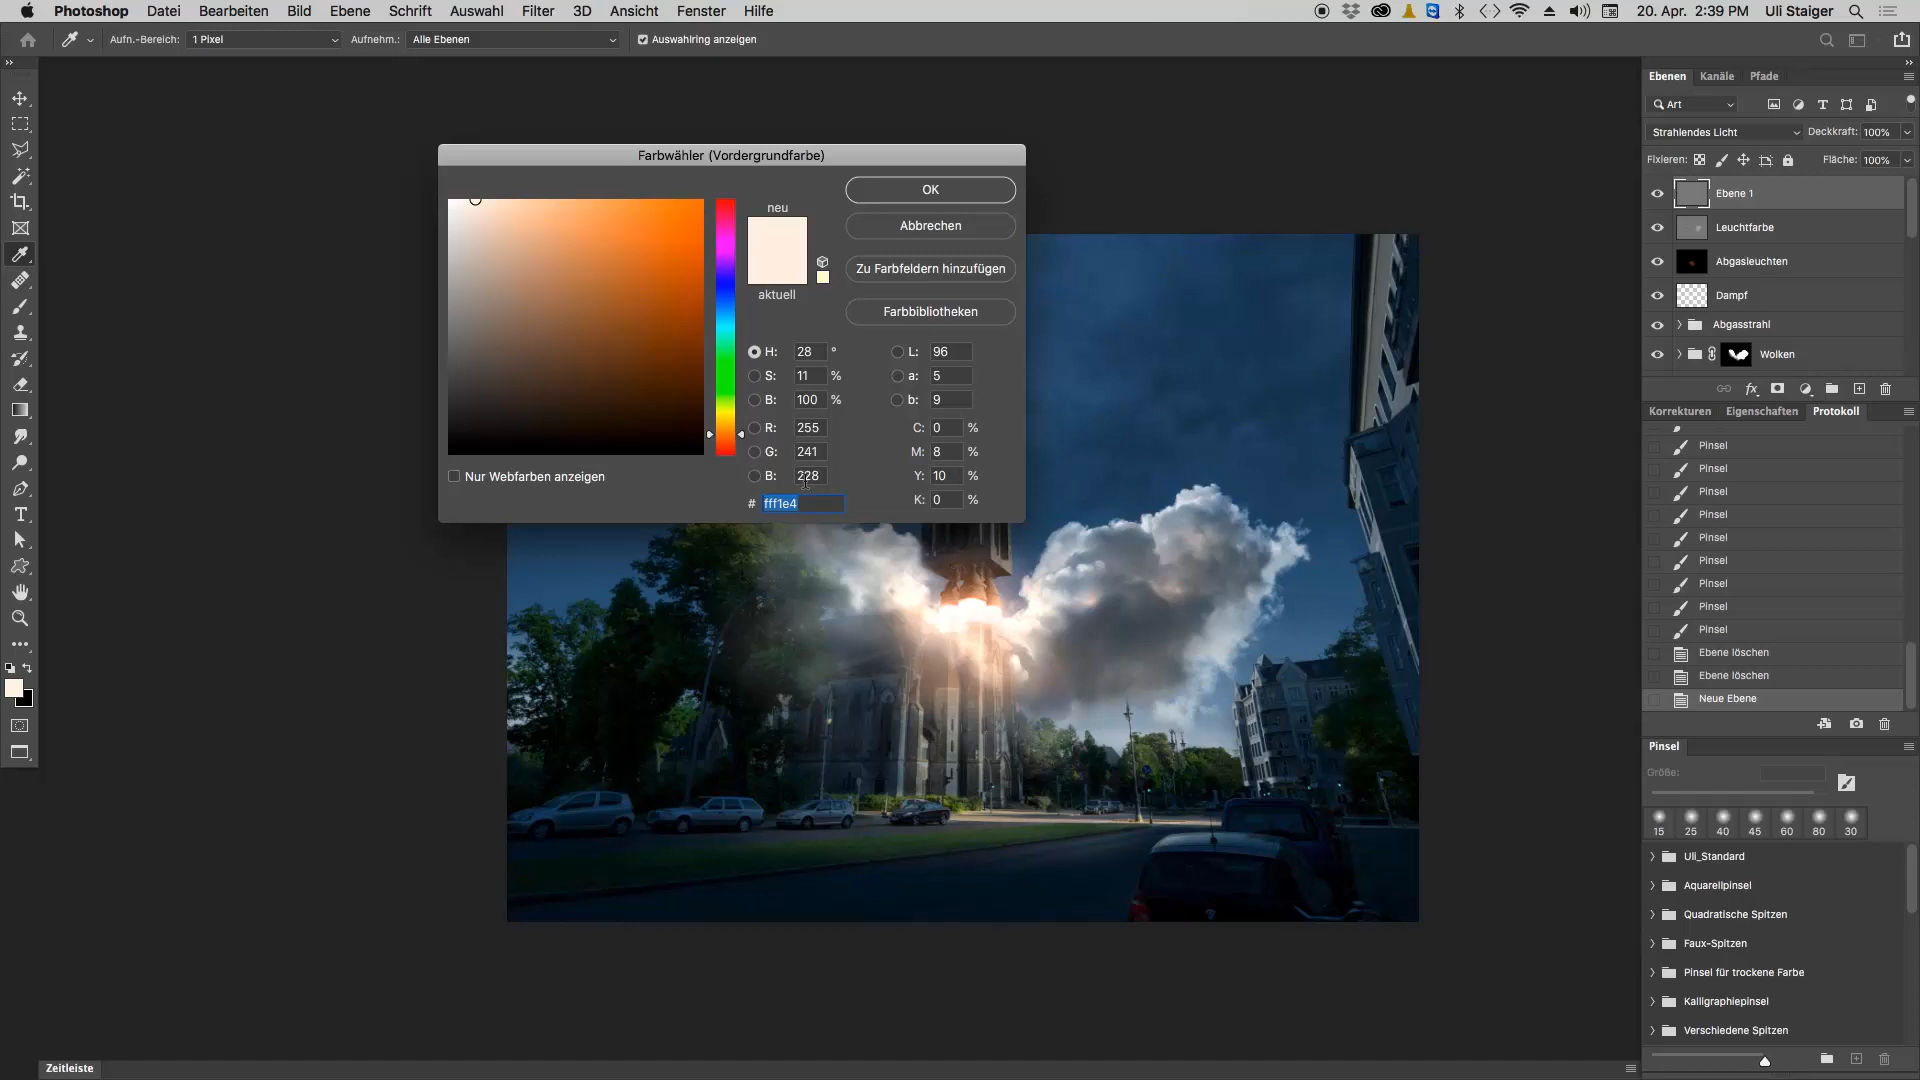 Photoshop Datei Bearbeiten Bild Ebene Schrift Auswahl Filter 3D Ansicht Fenster Hilfe 20. Apr. 2:39 PM Uli Staiger
Aufn.-Bereich: 1 Pixel Aufnehm.: Alle Ebenen Auswahlring anzeigen
Farbwähler (Vordergrundfarbe)
neu
aktuell
OK
Abbrechen
Zu Farbfeldern hinzufügen
Farbbibliotheken
H: 28 ° L: 96
S: 11 % a: 5
B: 100 % b: 9
R: 255 C: 0 %
G: 241 M: 8 %
B: 228 Y: 10 %
# fff1e4 K: 0 %
Nur Webfarben anzeigen
Ebenen Kanäle Pfade
Art
Strahlendes Licht Deckkraft: 100%
Fixieren: Fläche: 100%
Ebene 1
Leuchtfarbe
Abgasleuchten
Dampf
Abgasstrahl
Wolken
fx
Korrekturen Eigenschaften Protokoll
Pinsel
Pinsel
Pinsel
Pinsel
Pinsel
Pinsel
Pinsel
Pinsel
Pinsel
Ebene löschen
Ebene löschen
Neue Ebene
Pinsel
Größe:
15 25 40 45 60 80 30
Uli_Standard
Aquarellpinsel
Quadratische Spitzen
Faux-Spitzen
Pinsel für trockene Farbe
Kalligraphiepinsel
Verschiedene Spitzen
Zeitleiste